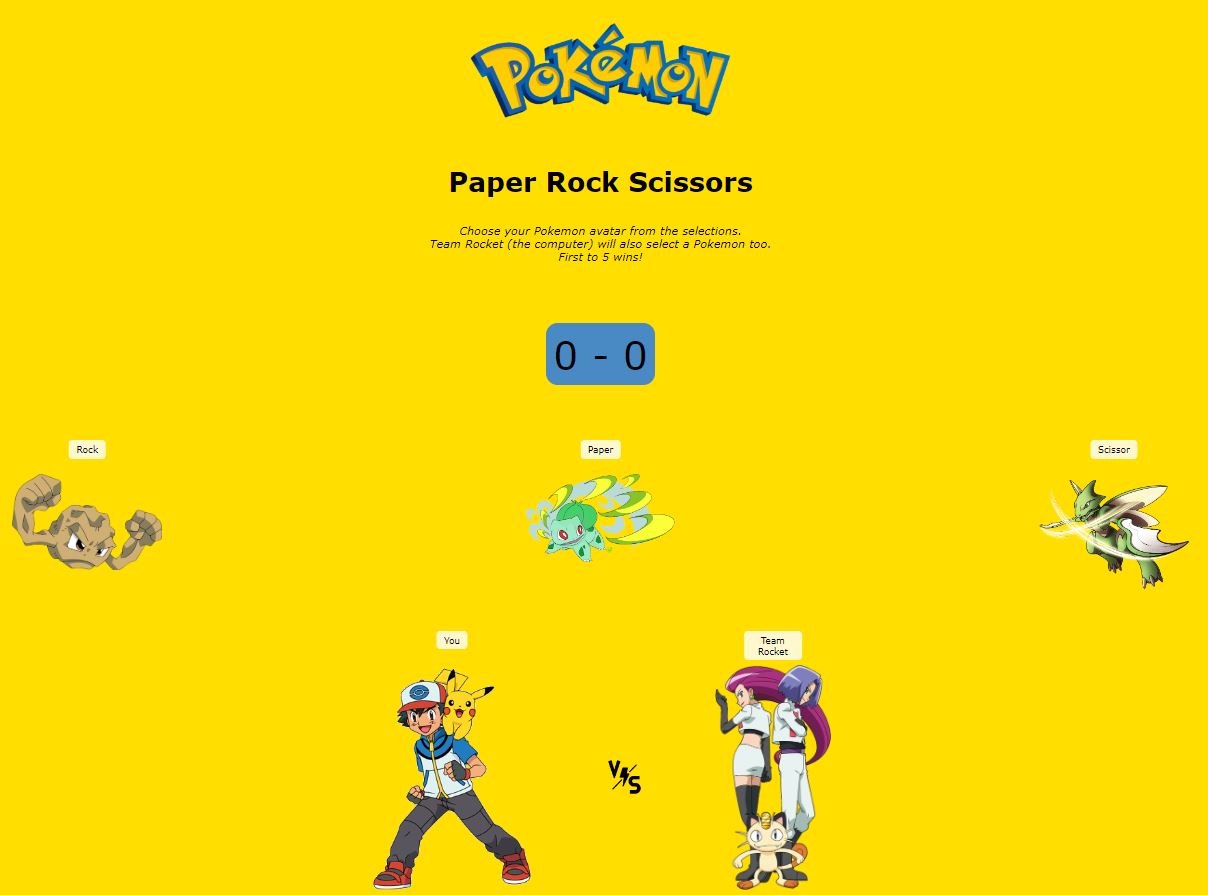 POKéMON
Paper Rock Scissors
Choose your Pokemon avatar from the selections.
Team Rocket (the computer) will also select a Pokemon too.
First to 5 wins!
0 - 0
Rock
Paper
Scissor
You
Team
Rocket
VS